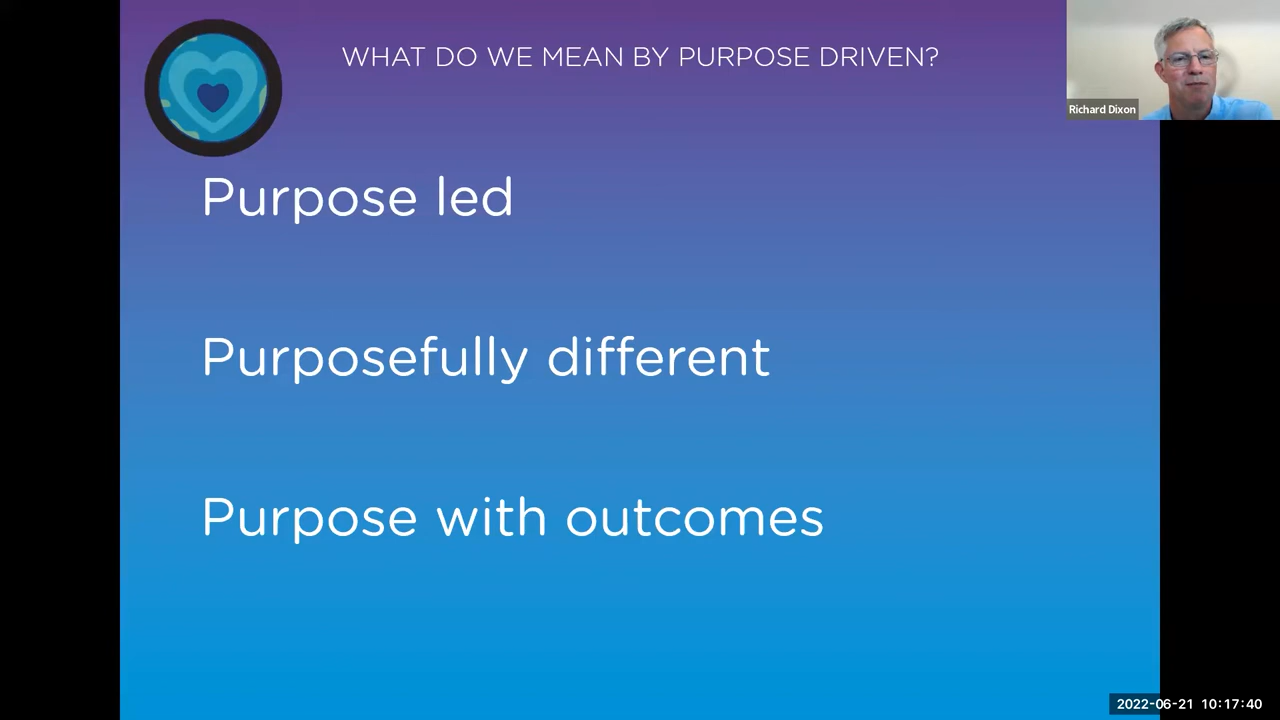 WHAT DO WE MEAN BY PURPOSE DRIVEN?
Richard Dixon
Purpose led
Purposefully different
Purpose with outcomes
2022-06-21 10:17:40